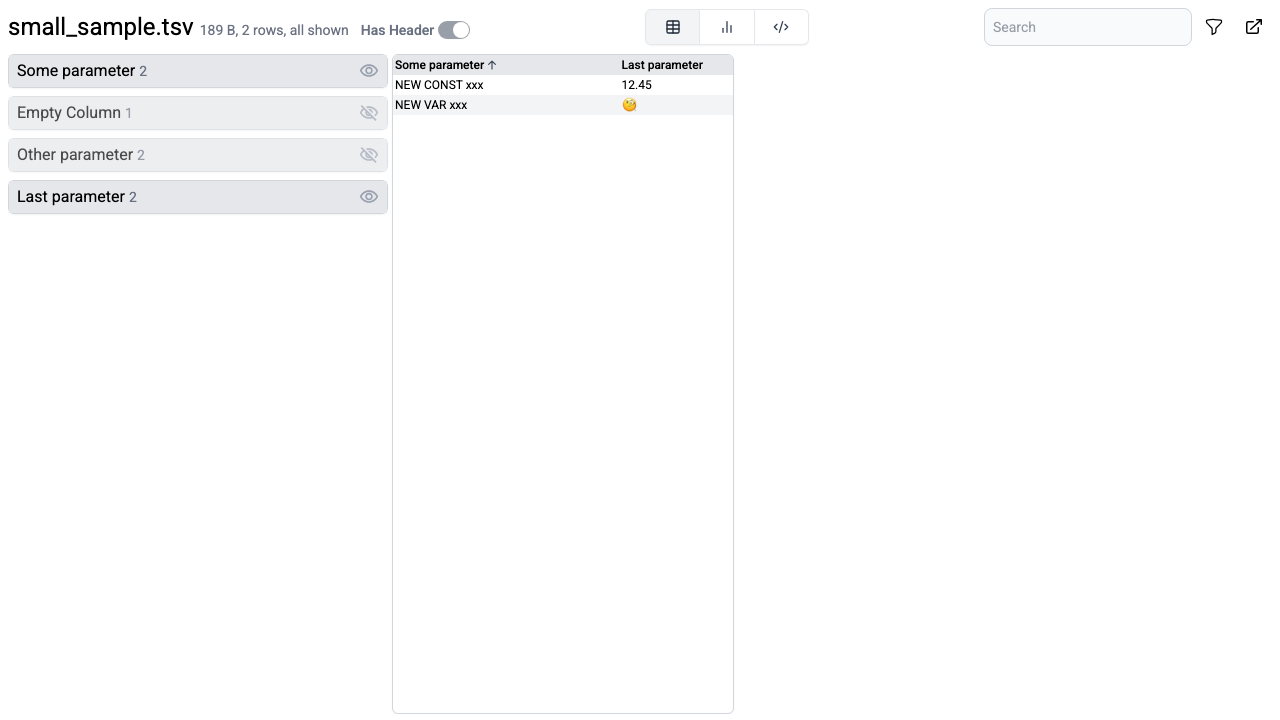 small_sample.tsv 189 B, 2 rows, all shown Has Header
Search
Some parameter 2
Empty Column 1
Other parameter 2
Last parameter 2
Some parameter ↑ Last parameter
NEW CONST xxx 12.45
NEW VAR xxx 🧐